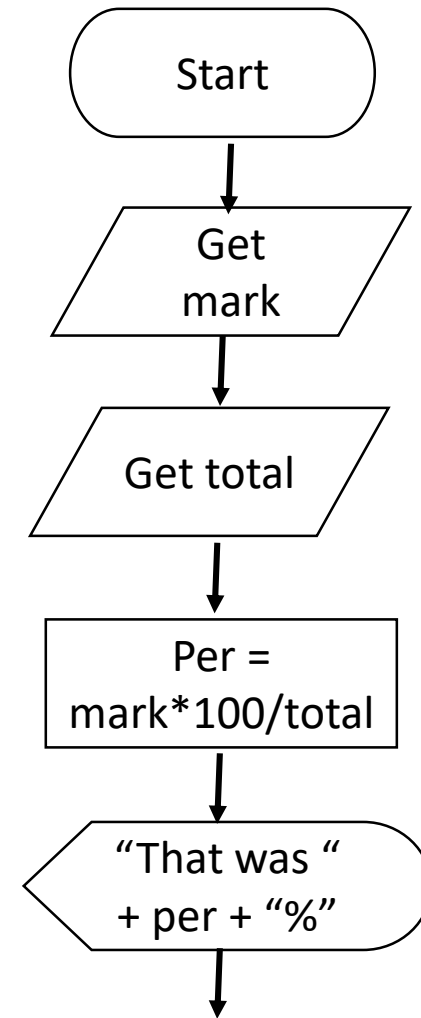 Start
Get
mark
Get total
Per =
mark*100/total
“That was “
+ per + “%”